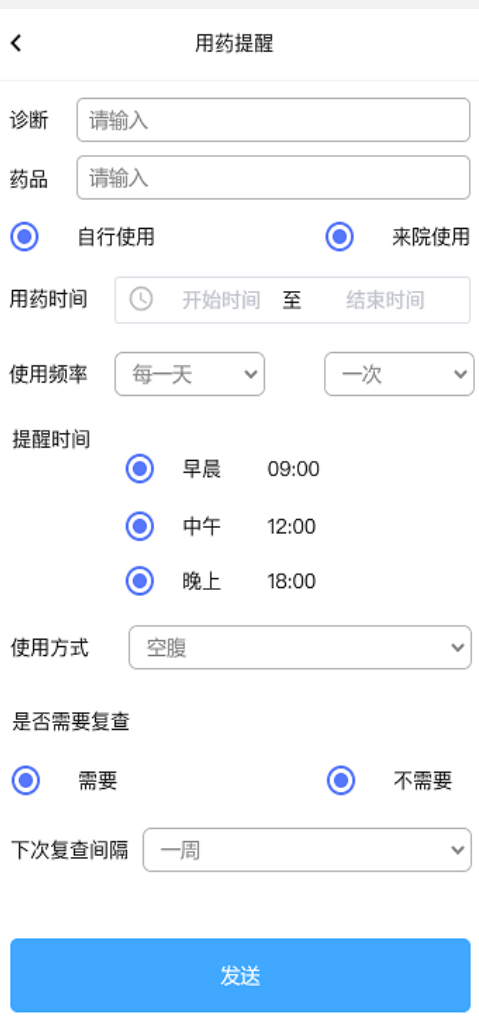 用药提醒
诊断 请输入
药品 请输入
自行使用 来院使用
用药时间 开始时间 至 结束时间
使用频率 每一天 一次
提醒时间
早晨 09:00
中午 12:00
晚上 18:00
使用方式 空腹
是否需要复查
需要 不需要
下次复查间隔 一周
发送